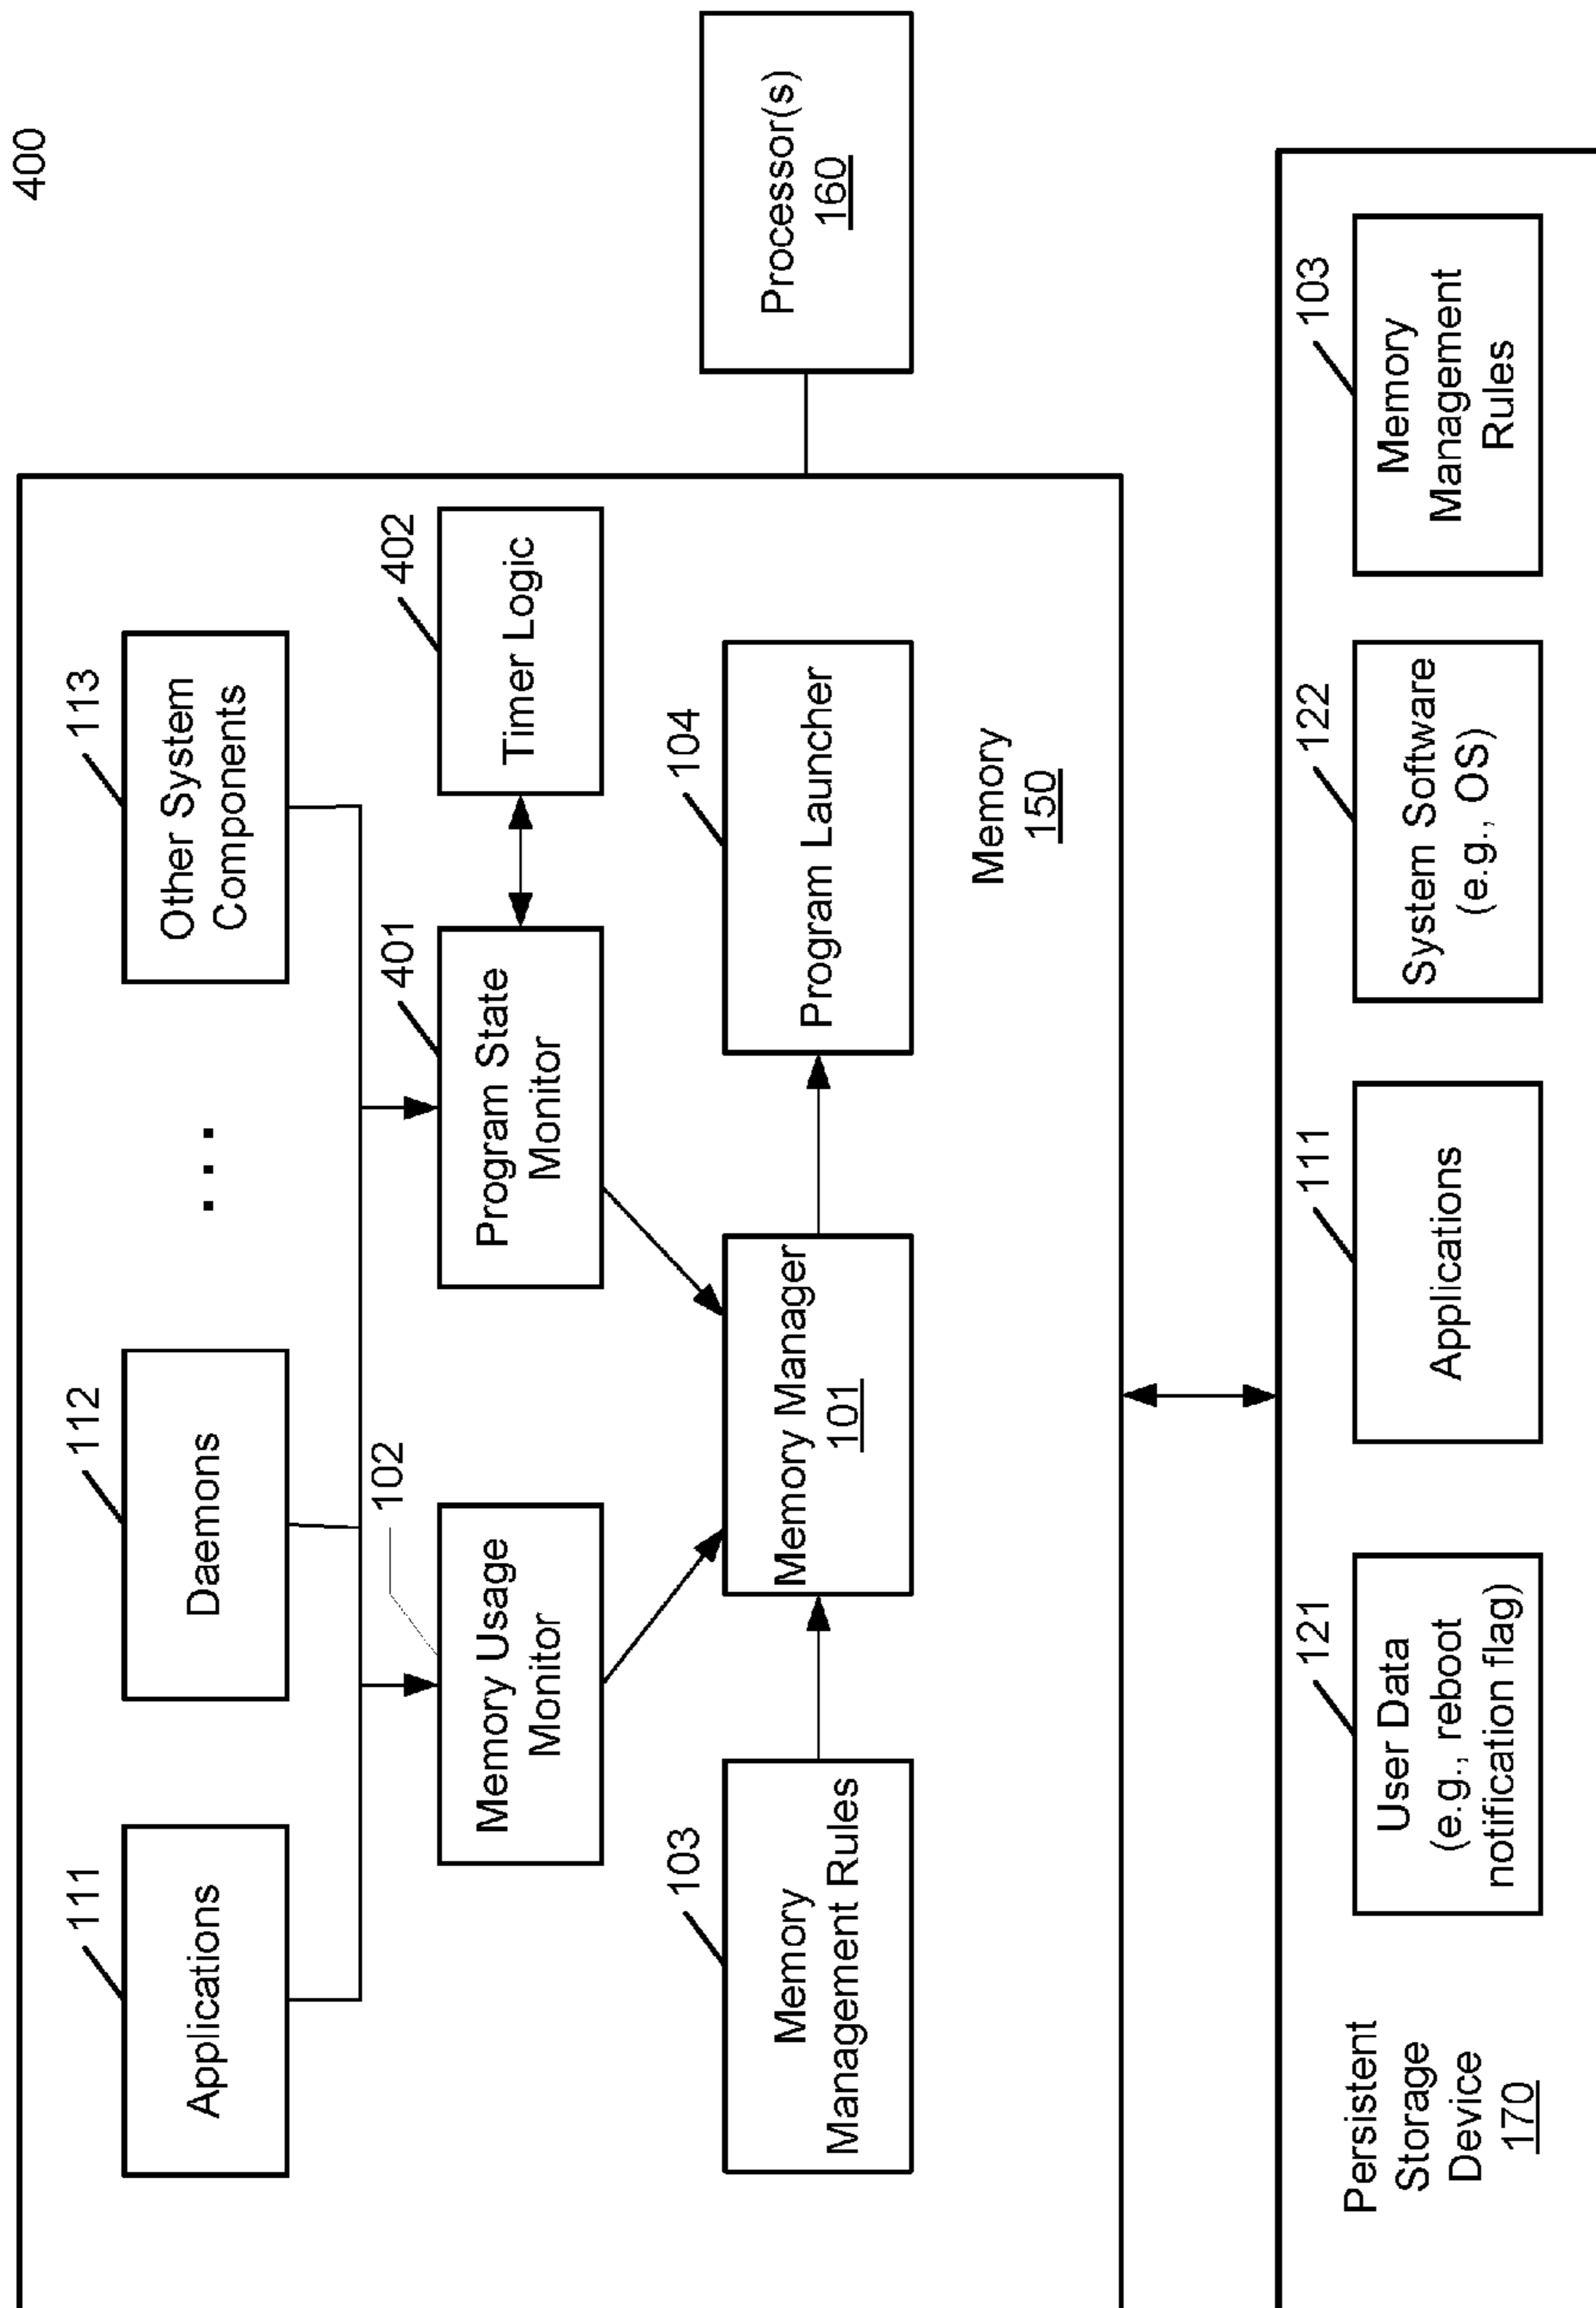 400
111
Applications
112
Daemons
. . .
113
Other System
Components
102
Memory Usage
Monitor
401
Program State
Monitor
402
Timer Logic
103
Memory
Management Rules
Memory Manager
101
104
Program Launcher
Memory
150
Processor(s)
160
Persistent
Storage
Device
170
121
User Data
(e.g., reboot
notification flag)
111
Applications
122
System Software
(e.g., OS)
103
Memory
Management
Rules